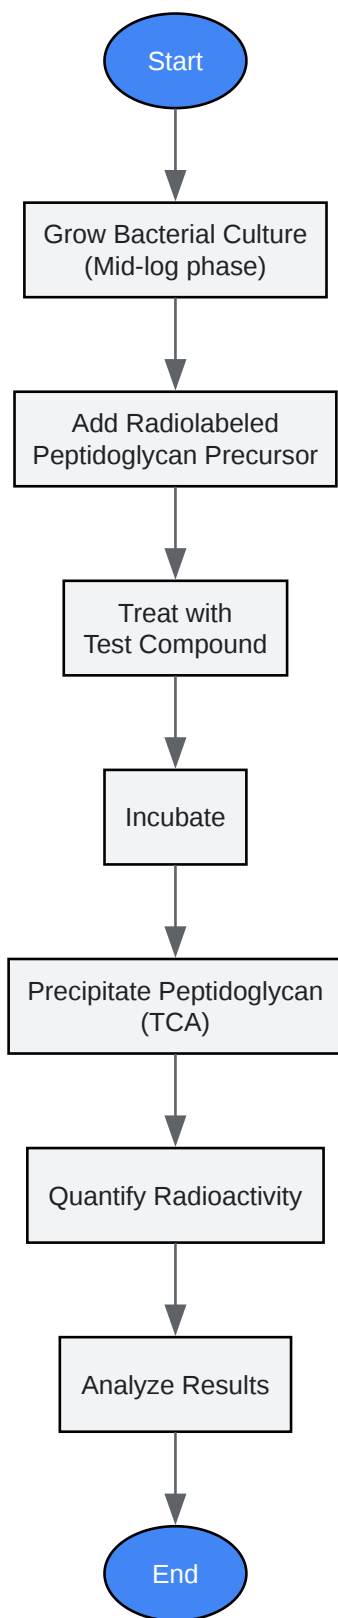 Start
Grow Bacterial Culture
(Mid-log phase)
Add Radiolabeled
Peptidoglycan Precursor
Treat with
Test Compound
Incubate
Precipitate Peptidoglycan
(TCA)
Quantify Radioactivity
Analyze Results
End